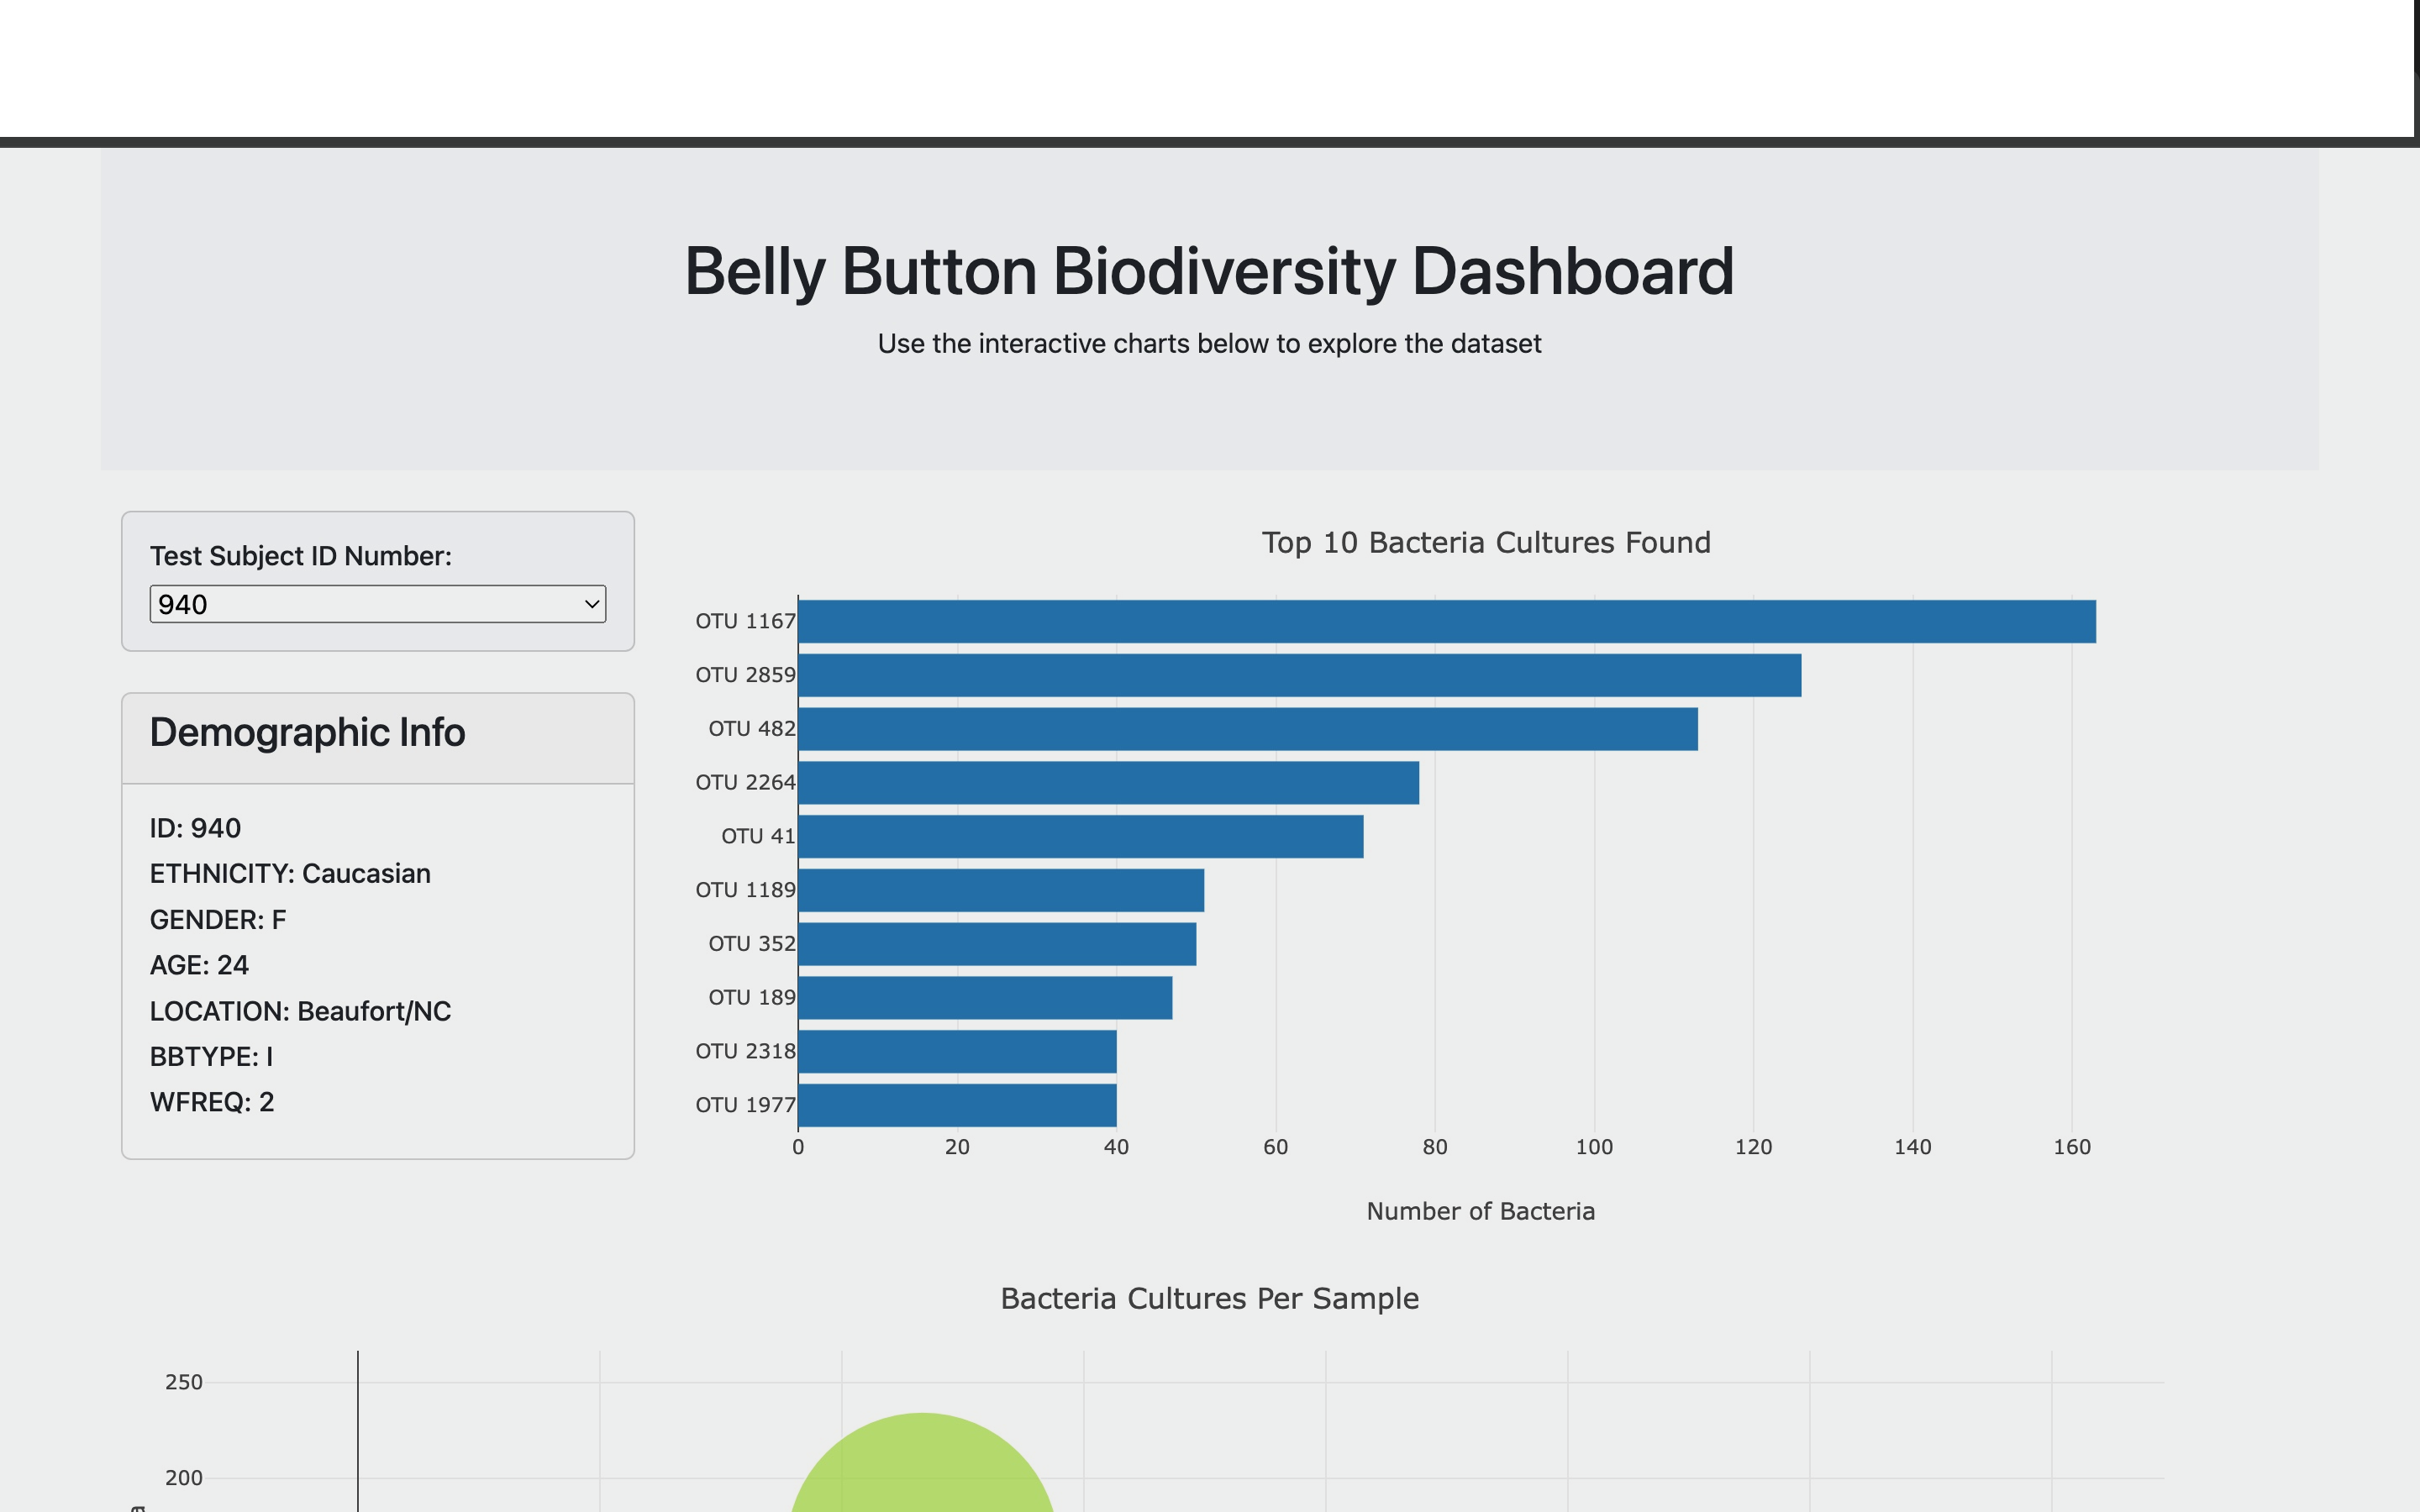 Belly Button Biodiversity Dashboard
Use the interactive charts below to explore the dataset
Test Subject ID Number:
940
Demographic Info
ID: 940
ETHNICITY: Caucasian
GENDER: F
AGE: 24
LOCATION: Beaufort/NC
BBTYPE: I
WFREQ: 2
Top 10 Bacteria Cultures Found
OTU 1167
OTU 2859
OTU 482
OTU 2264
OTU 41
OTU 1189
OTU 352
OTU 189
OTU 2318
OTU 1977
0 20 40 60 80 100 120 140 160
Number of Bacteria
Bacteria Cultures Per Sample
250
200